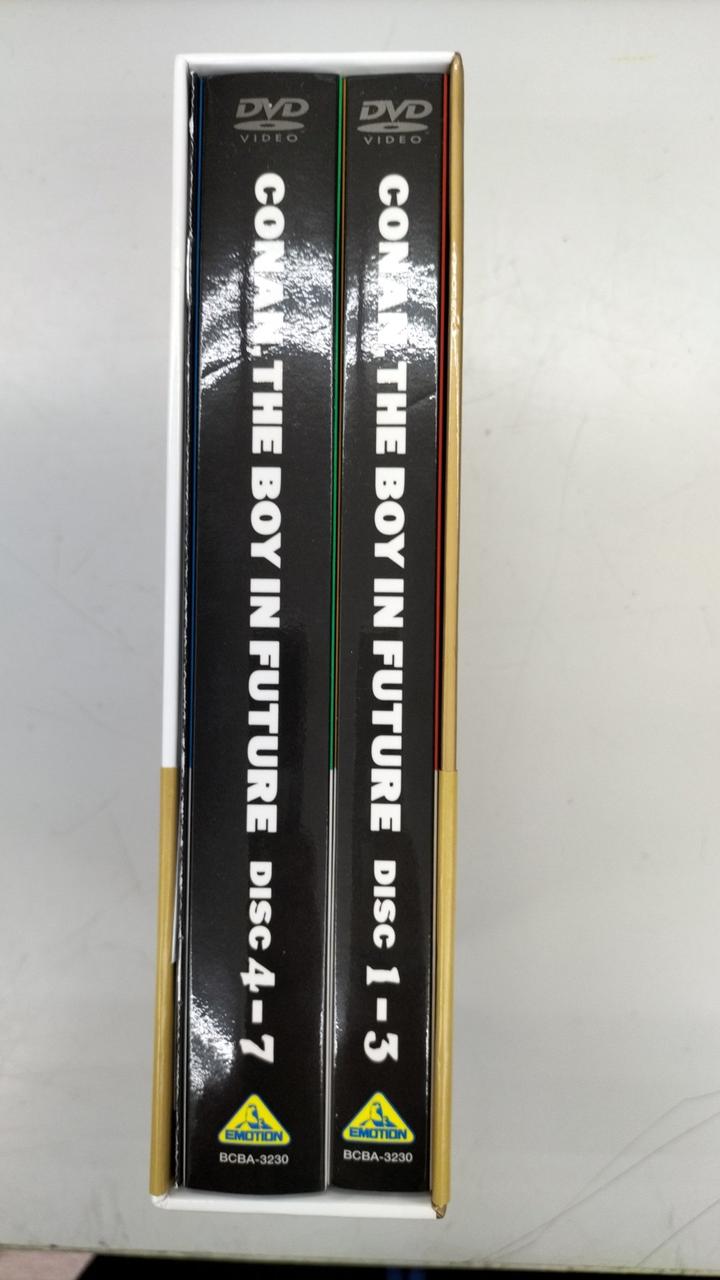 DVD
VIDEO
CONAN, THE BOY IN FUTURE DISC 4-7
EMOTION
BCBA-3230
DVD
VIDEO
CONAN, THE BOY IN FUTURE DISC 1-3
EMOTION
BCBA-3230